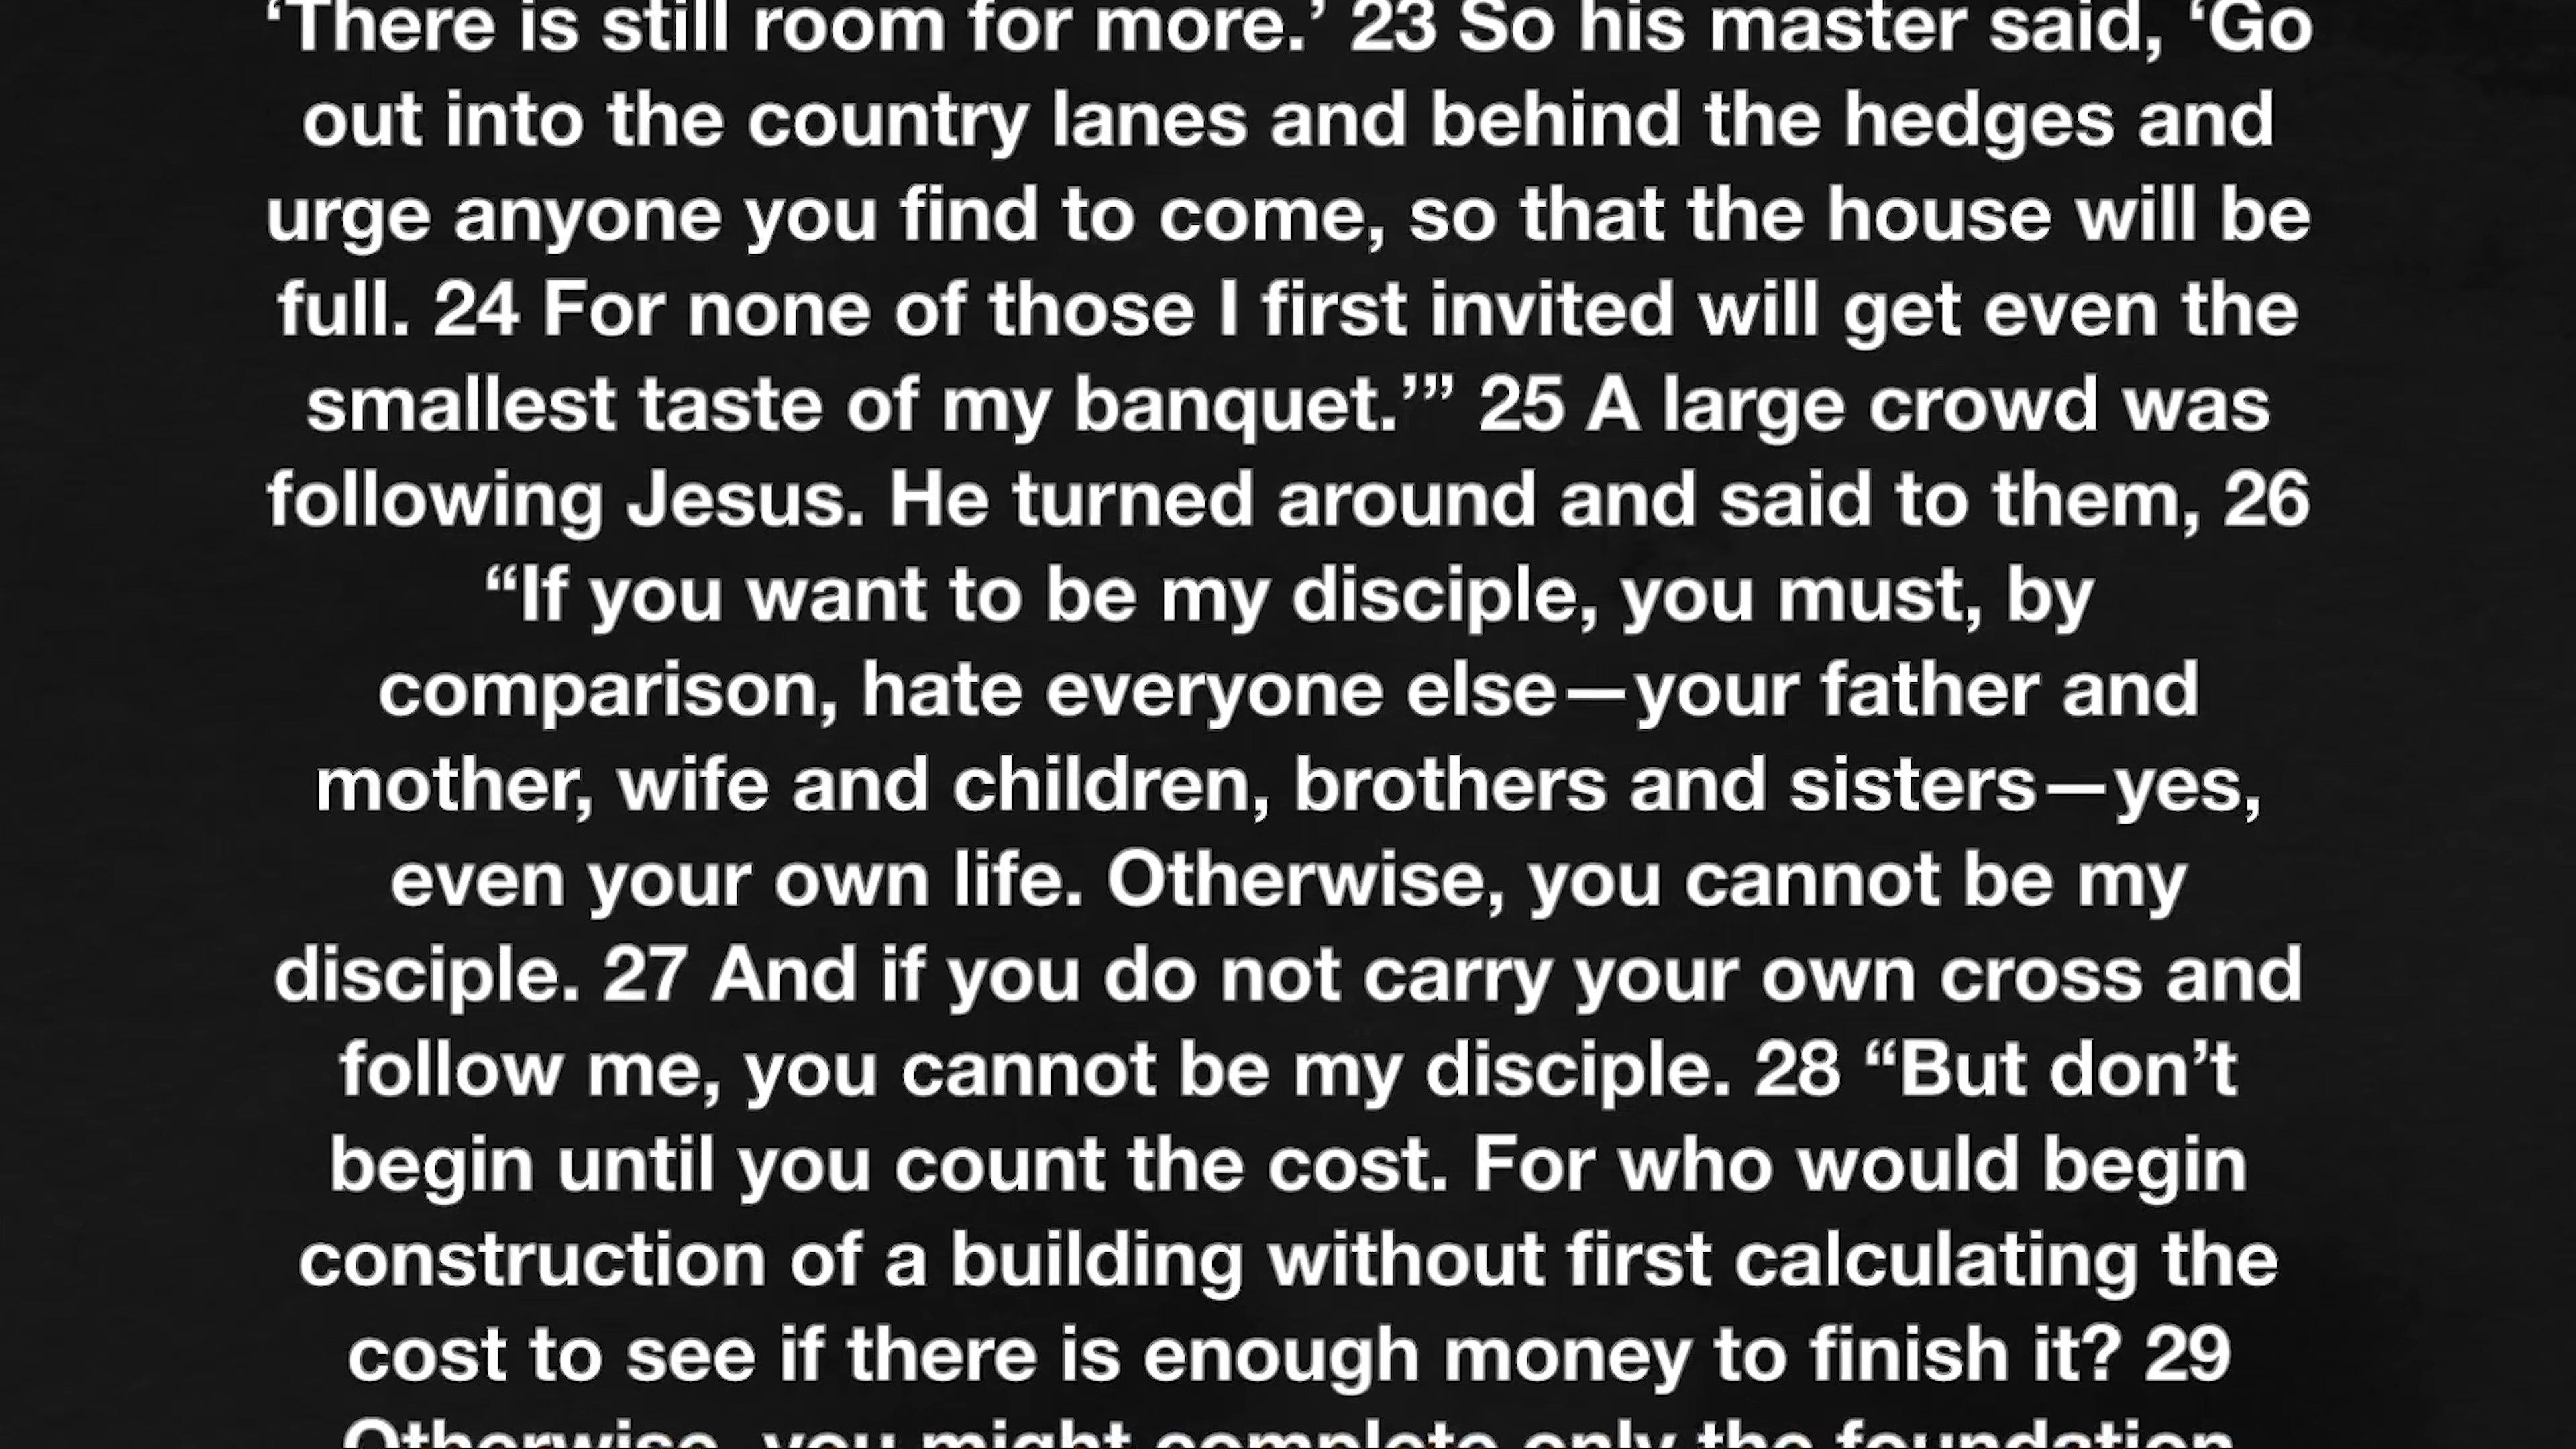 ‘There is still room for more.’ 23 So his master said, ‘Go
out into the country lanes and behind the hedges and
urge anyone you find to come, so that the house will be
full. 24 For none of those I first invited will get even the
smallest taste of my banquet.’” 25 A large crowd was
following Jesus. He turned around and said to them, 26
“If you want to be my disciple, you must, by
comparison, hate everyone else—your father and
mother, wife and children, brothers and sisters—yes,
even your own life. Otherwise, you cannot be my
disciple. 27 And if you do not carry your own cross and
follow me, you cannot be my disciple. 28 “But don’t
begin until you count the cost. For who would begin
construction of a building without first calculating the
cost to see if there is enough money to finish it? 29
Otherwise, you might complete only the foundation